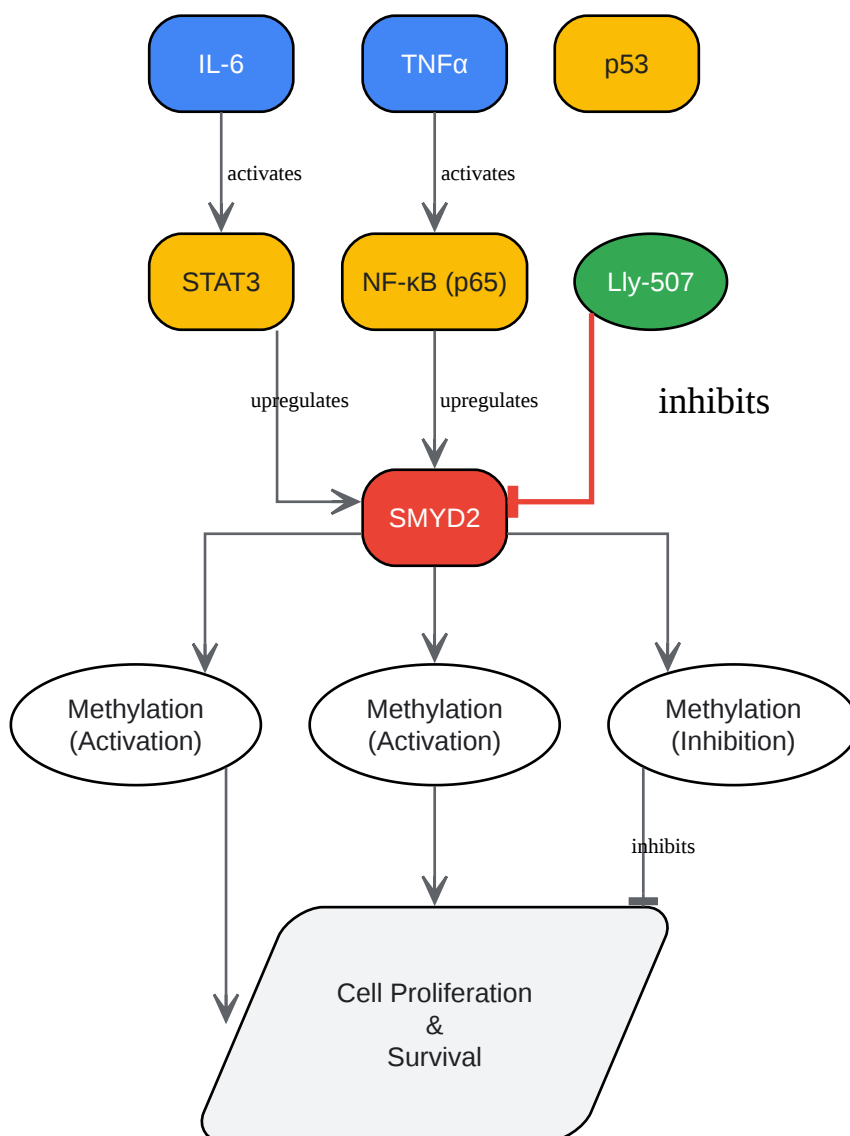 IL-6
TNFα
p53
activates
activates
STAT3
NF-κB (p65)
Lly-507
upregulates
upregulates
inhibits
SMYD2
Methylation
(Activation)
Methylation
(Activation)
Methylation
(Inhibition)
inhibits
Cell Proliferation
&
Survival